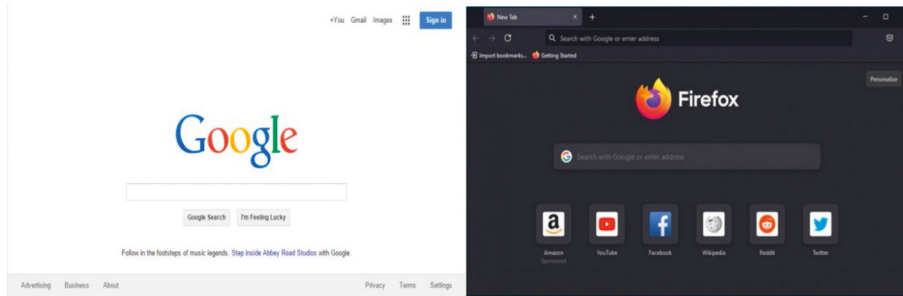 +You Gmail Images Sign in
Google
Google Search I'm Feeling Lucky
Follow in the footsteps of music legends. Step inside Abbey Road Studios with Google.
Advertising Business About Privacy Terms Settings
New Tab
Search with Google or enter address
Import bookmarks... Getting Started
Personalize
Firefox
Search with Google or enter address
Amazon YouTube Facebook Wikipedia Reddit Twitter
Sponsored